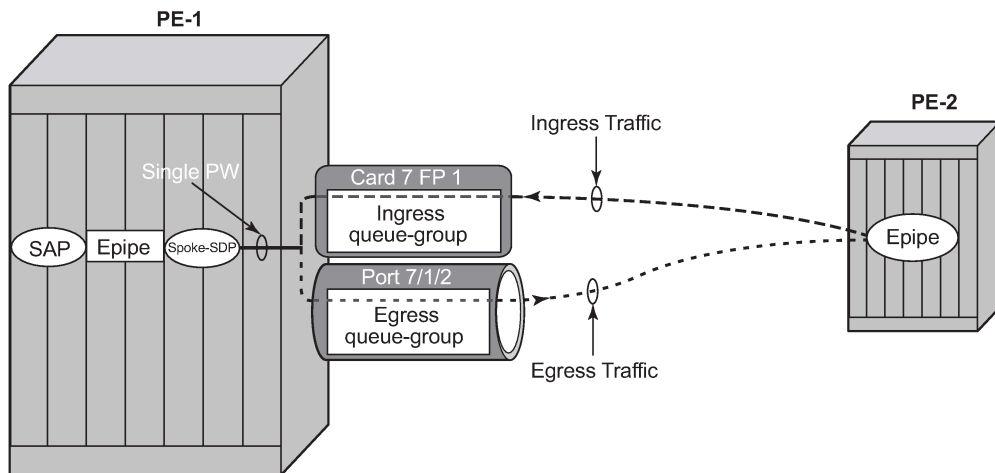 PE-1
PE-2
Ingress Traffic
Single PW
Card 7 FP 1
Ingress
queue-group
SAP
Epipe
Spoke-SDP
Epipe
Port 7/1/2
Egress
queue-group
Egress Traffic